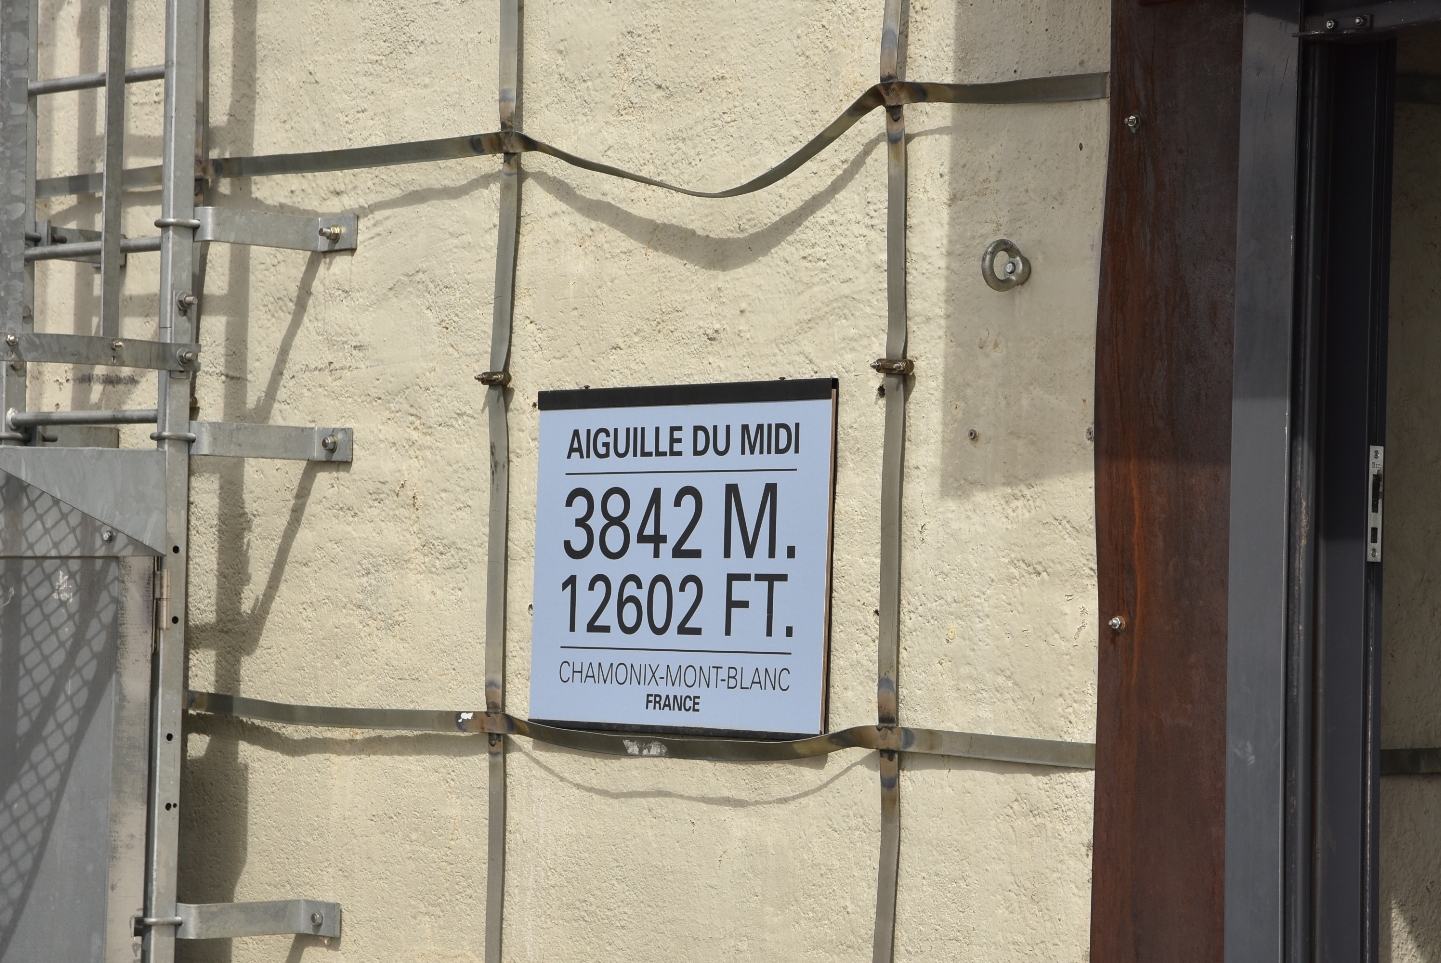 AIGUILLE DU MIDI
3842 M.
12602 FT.
CHAMONIX-MONT-BLANC
FRANCE